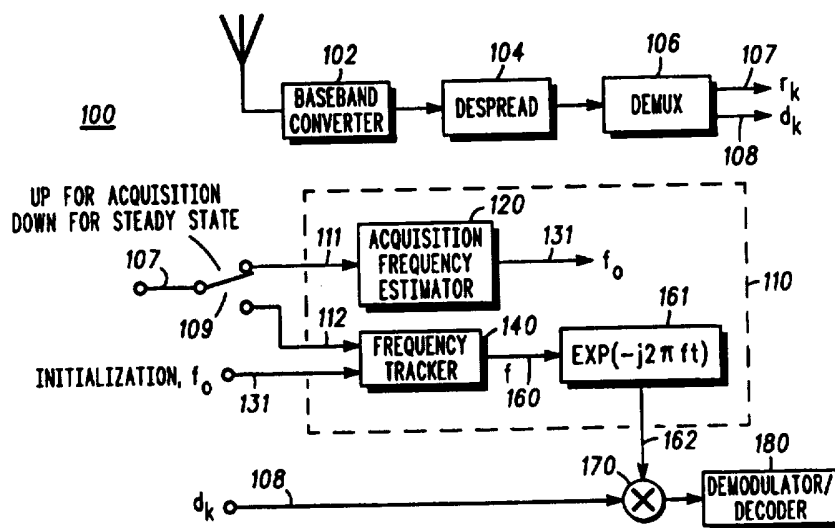 102
104
106
107
BASEBAND
CONVERTER
DESPREAD
DEMUX
r_k
d_k
108
100
UP FOR ACQUISITION
DOWN FOR STEADY STATE
107
109
111
120
ACQUISITION
FREQUENCY
ESTIMATOR
131
f_o
110
112
140
FREQUENCY
TRACKER
161
EXP(-j2πft)
f
160
INITIALIZATION, f_o
131
162
d_k
108
170
180
DEMODULATOR/
DECODER